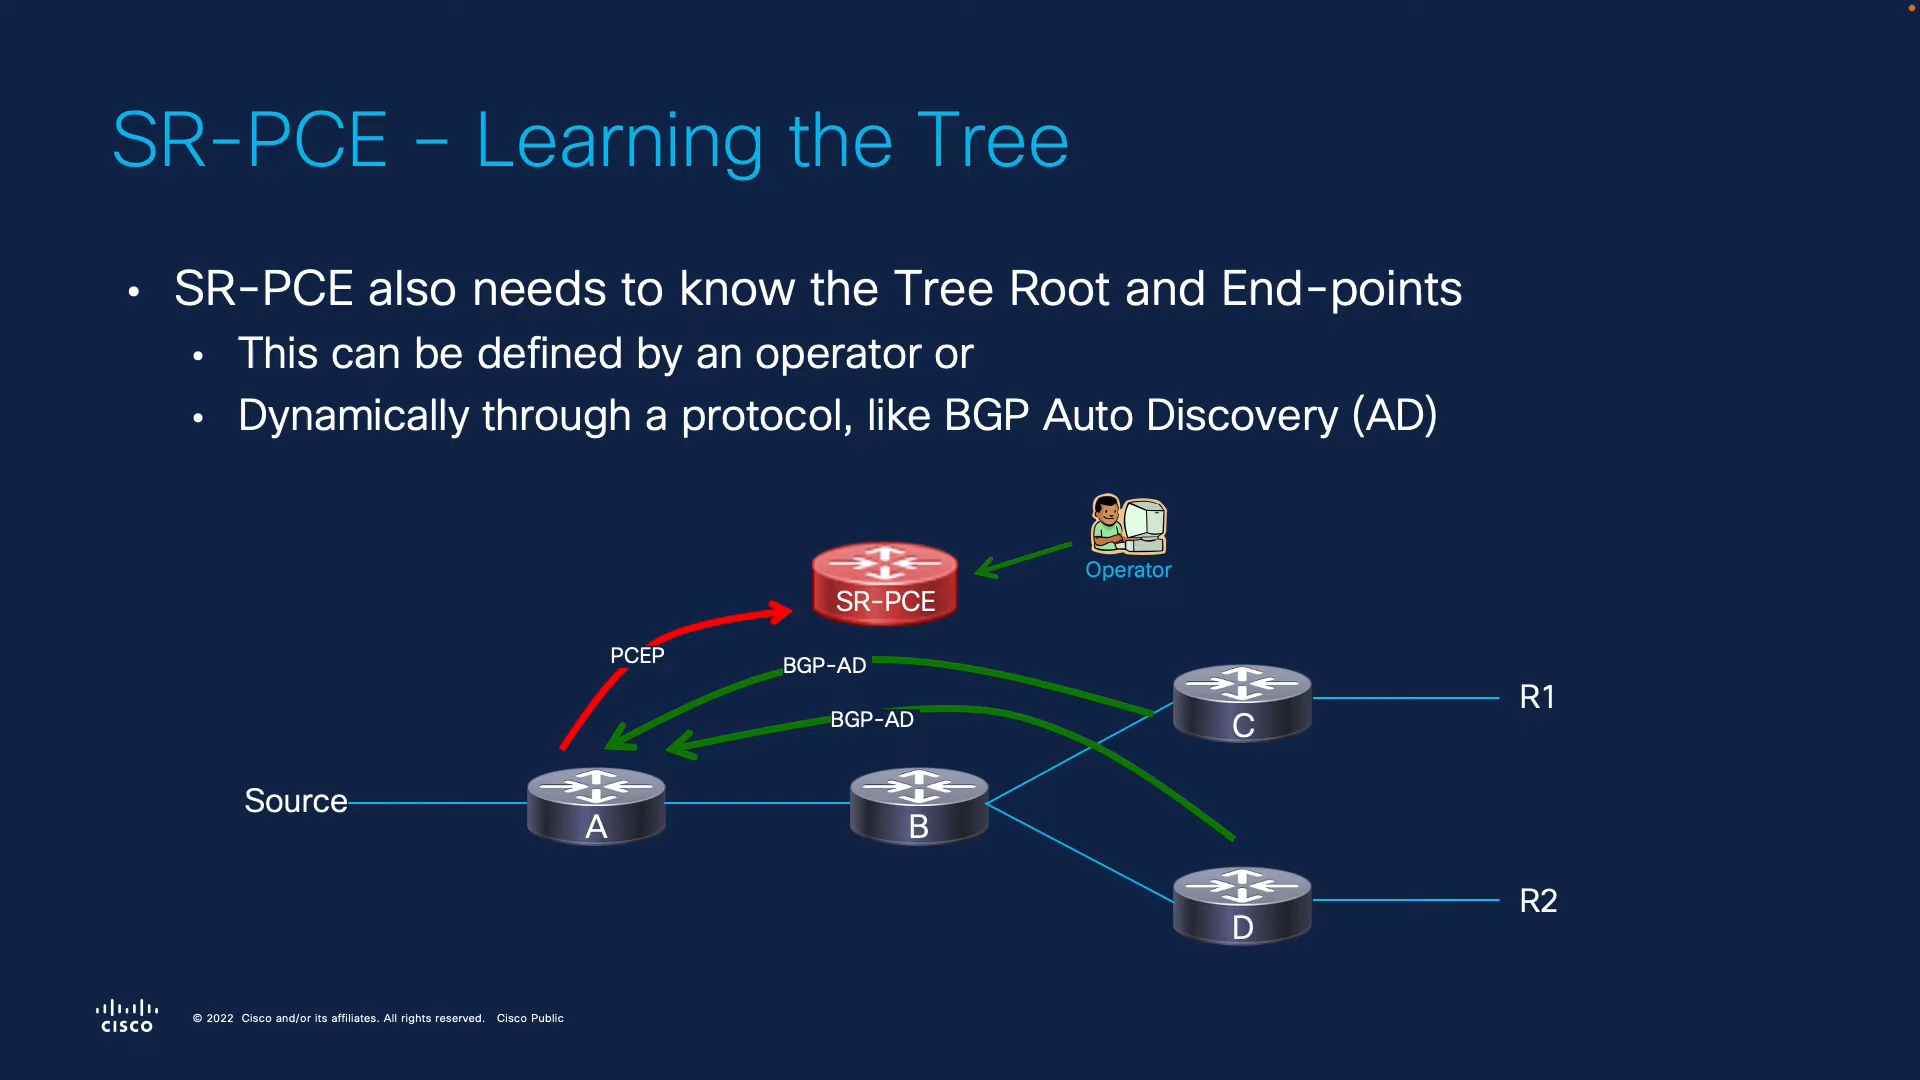 SR-PCE – Learning the Tree
• SR-PCE also needs to know the Tree Root and End-points
• This can be defined by an operator or
• Dynamically through a protocol, like BGP Auto Discovery (AD)
Operator
SR-PCE
PCEP
BGP-AD
BGP-AD
C
R1
Source
A
B
D
R2
CISCO
© 2022 Cisco and/or its affiliates. All rights reserved. Cisco Public